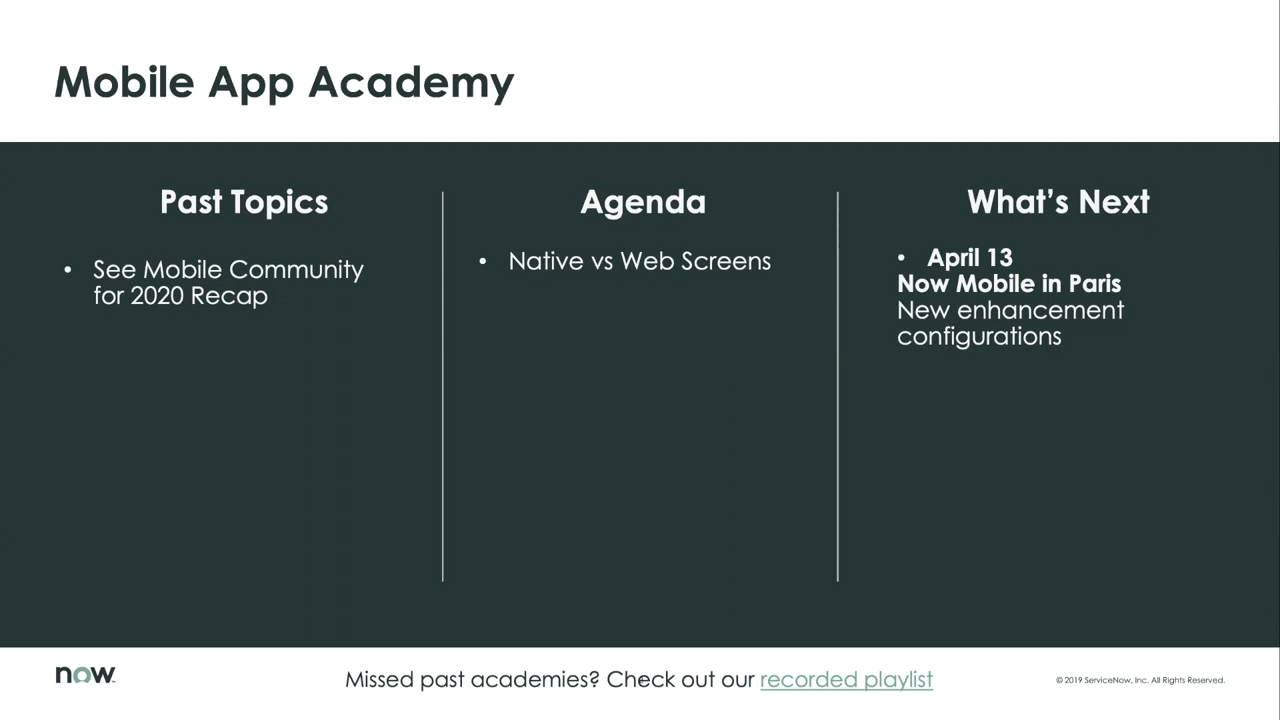 Mobile App Academy
Past Topics
• See Mobile Community
for 2020 Recap
Agenda
• Native vs Web Screens
What's Next
• April 13
Now Mobile in Paris
New enhancement
configurations
now
Missed past academies? Check out our recorded playlist
© 2019 ServiceNow, Inc. All Rights Reserved.